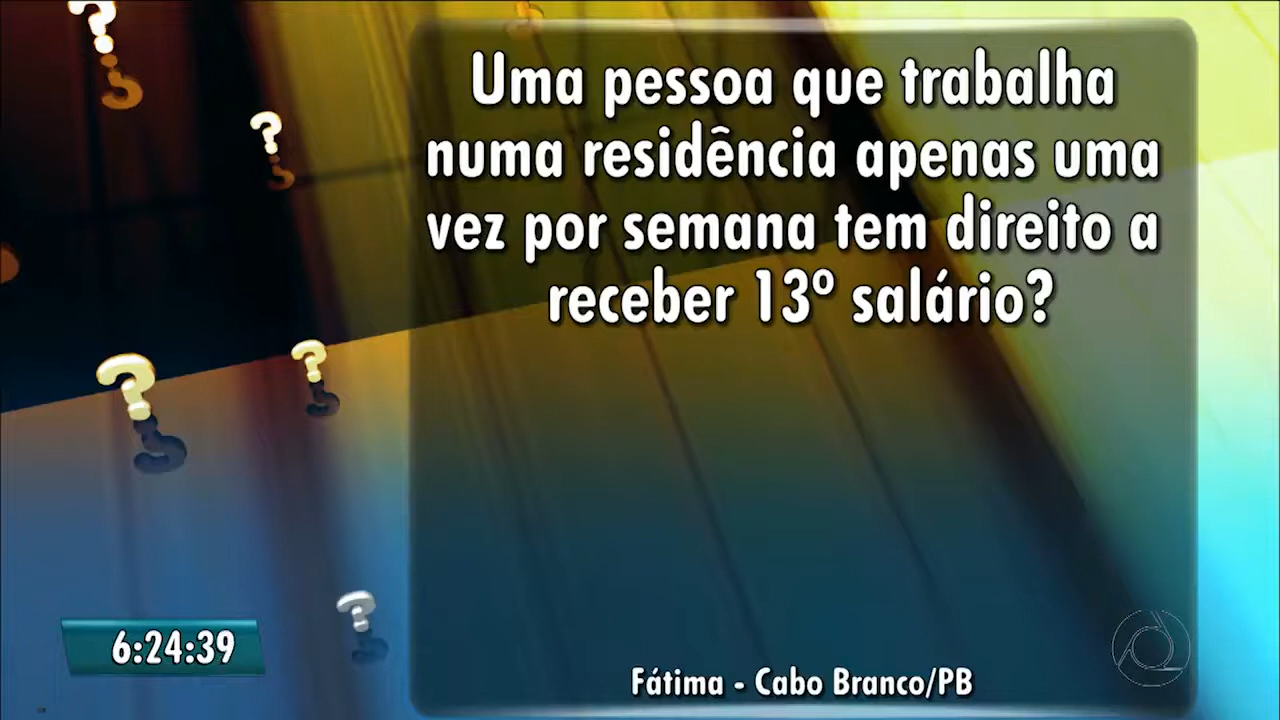 Uma pessoa que trabalha
numa residência apenas uma
vez por semana tem direito a
receber 13º salário?
6:24:39
Fátima - Cabo Branco/PB